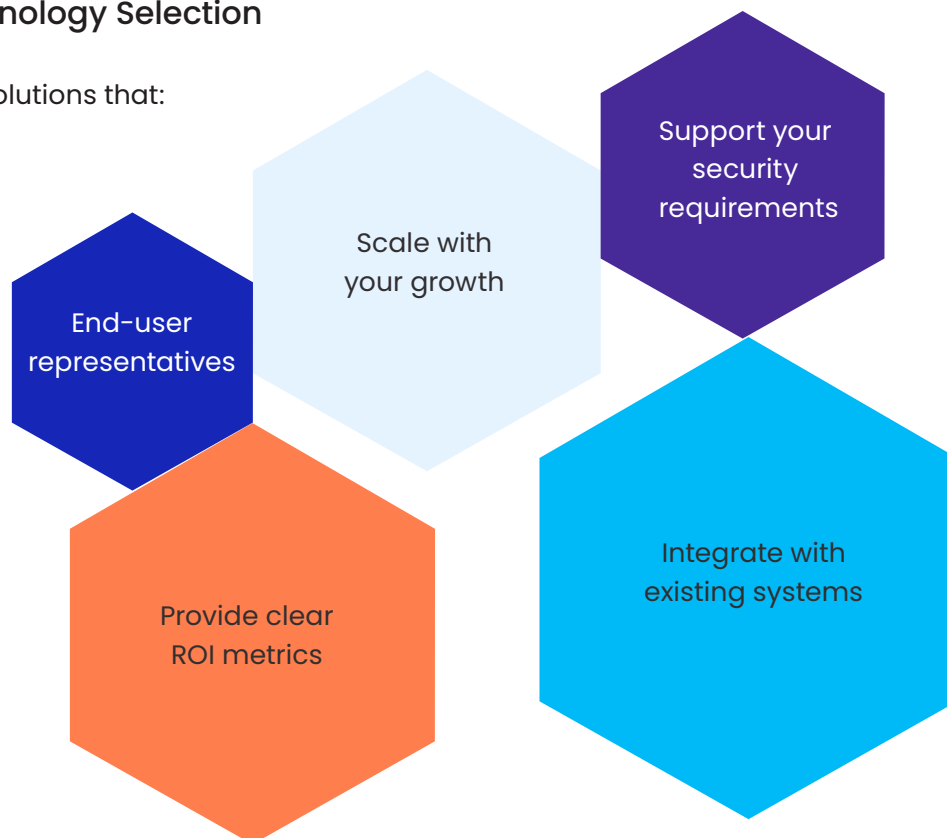 nology Selection
olutions that:
Support your
security
requirements
Scale with
your growth
End-user
representatives
Integrate with
existing systems
Provide clear
ROI metrics